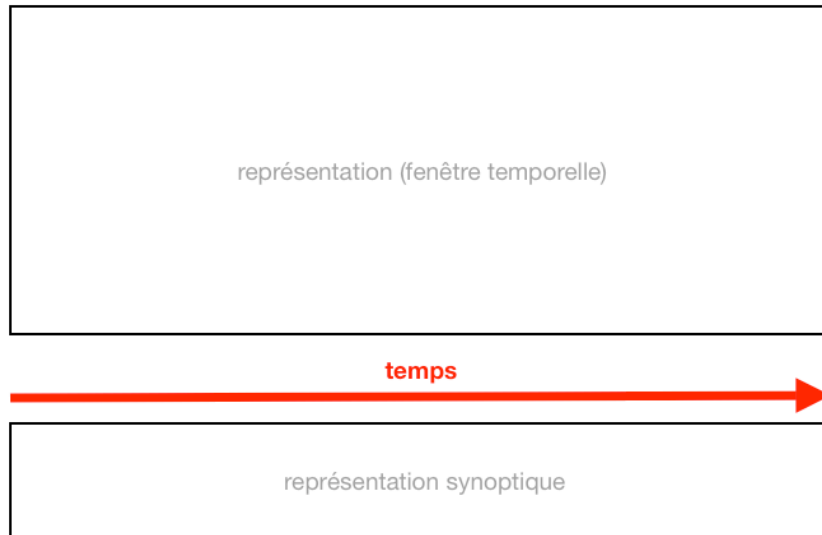 représentation (fenêtre temporelle)
temps
représentation synoptique